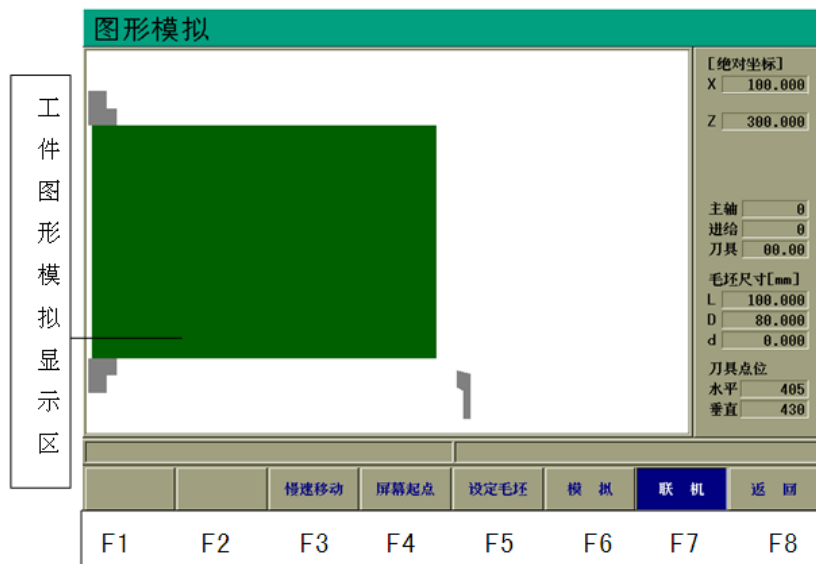 图形模拟
工件图形模拟显示区
[绝对坐标]
X 100.000
Z 300.000
主轴 0
进给 0
刀具 00.00
毛坯尺寸[mm]
L 100.000
D 80.000
d 0.000
刀具点位
水平 405
垂直 430
慢速移动 屏幕起点 设定毛坯 模 拟 联 机 返 回
F1 F2 F3 F4 F5 F6 F7 F8